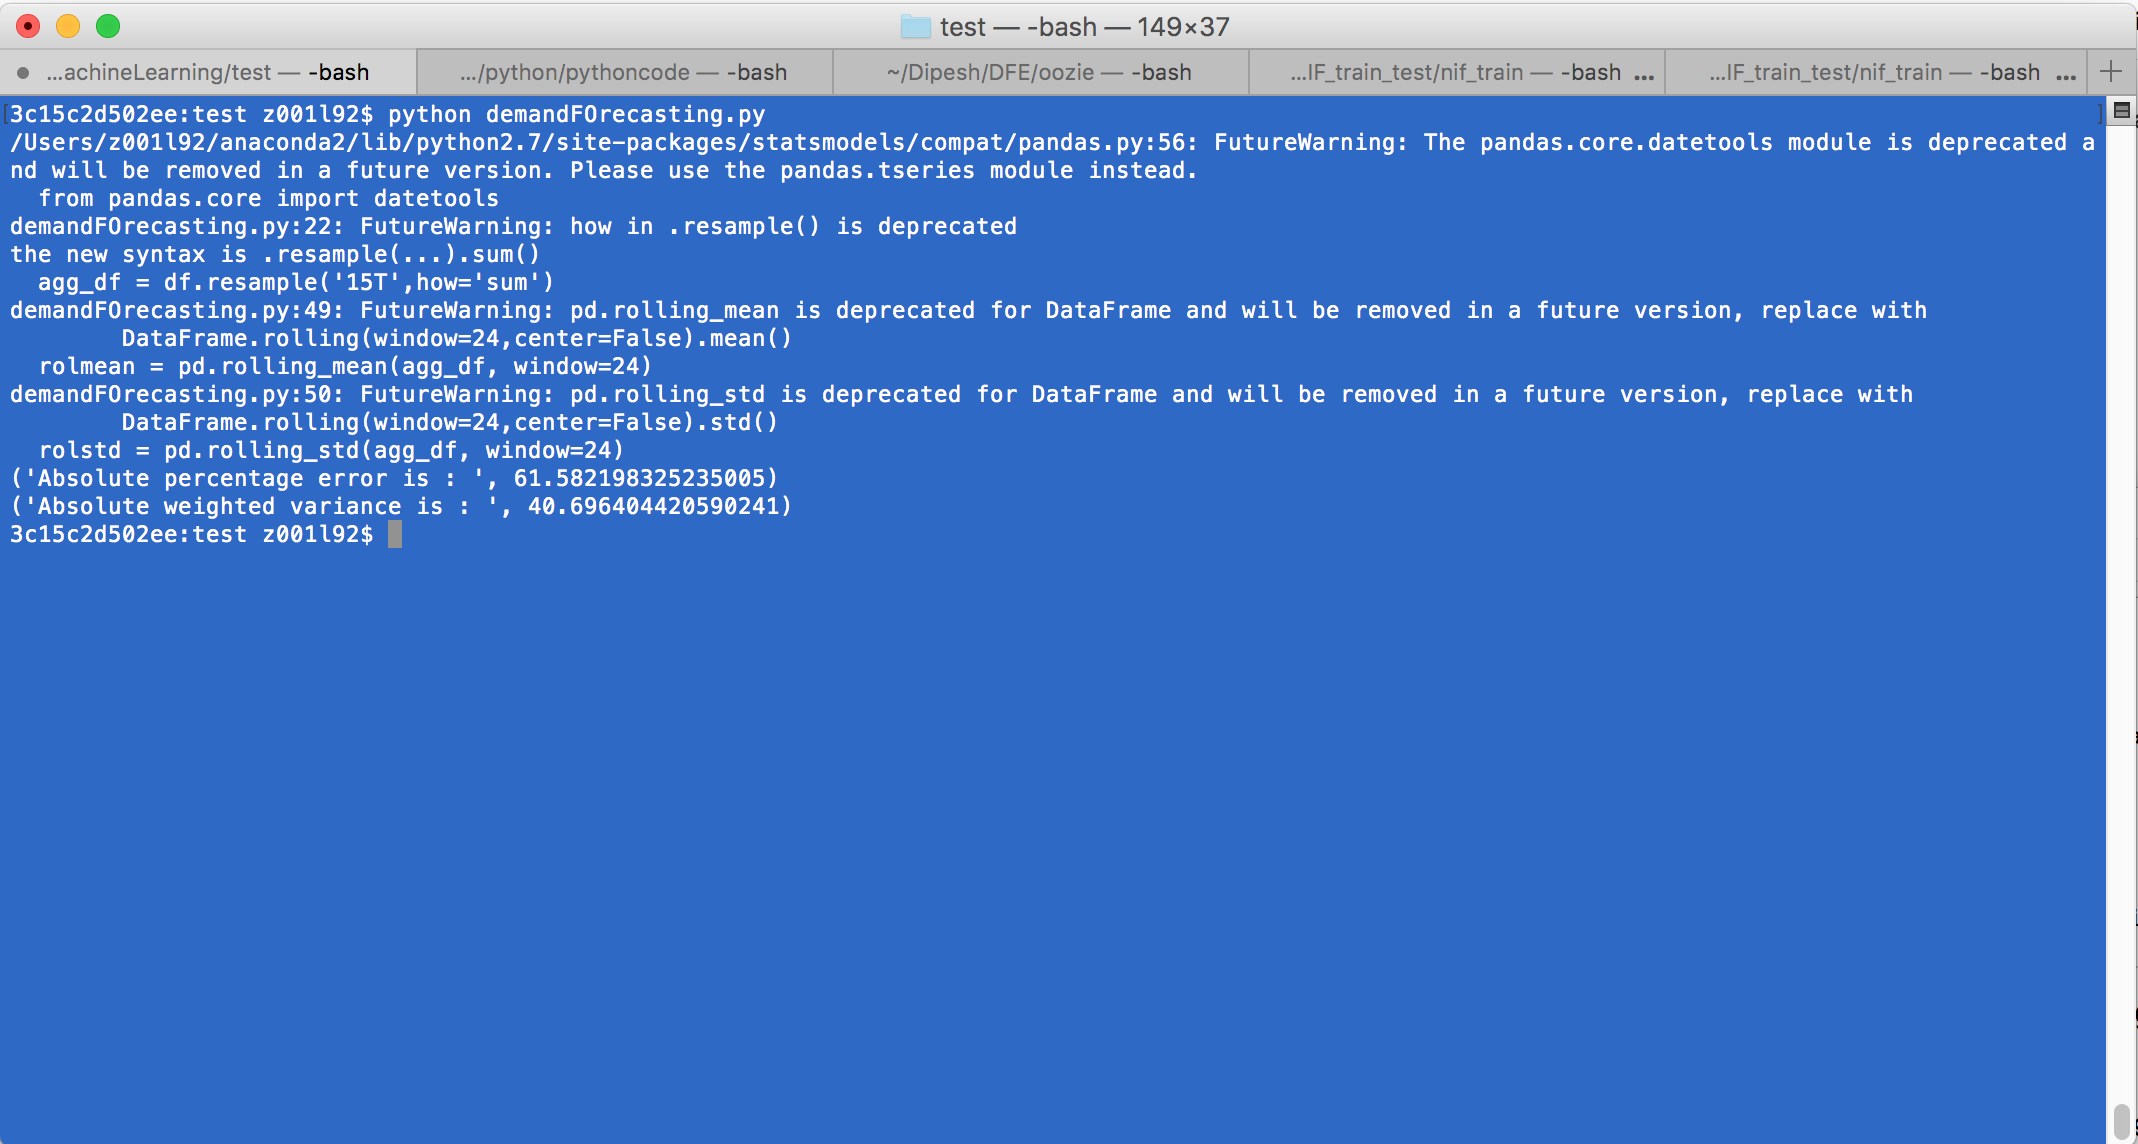 test — -bash — 149×37
...achineLearning/test — -bash
.../python/pythoncode — -bash
~/Dipesh/DFE/oozie — -bash
...IF_train_test/nif_train — -bash ...
...IF_train_test/nif_train — -bash ...
3c15c2d502ee:test z001l92$ python demandFOrecasting.py
/Users/z001l92/anaconda2/lib/python2.7/site-packages/statsmodels/compat/pandas.py:56: FutureWarning: The pandas.core.datetools module is deprecated a
nd will be removed in a future version. Please use the pandas.tseries module instead.
  from pandas.core import datetools
demandFOrecasting.py:22: FutureWarning: how in .resample() is deprecated
the new syntax is .resample(...).sum()
  agg_df = df.resample('15T',how='sum')
demandFOrecasting.py:49: FutureWarning: pd.rolling_mean is deprecated for DataFrame and will be removed in a future version, replace with
        DataFrame.rolling(window=24,center=False).mean()
  rolmean = pd.rolling_mean(agg_df, window=24)
demandFOrecasting.py:50: FutureWarning: pd.rolling_std is deprecated for DataFrame and will be removed in a future version, replace with
        DataFrame.rolling(window=24,center=False).std()
  rolstd = pd.rolling_std(agg_df, window=24)
('Absolute percentage error is : ', 61.582198325235005)
('Absolute weighted variance is : ', 40.696404420590241)
3c15c2d502ee:test z001l92$